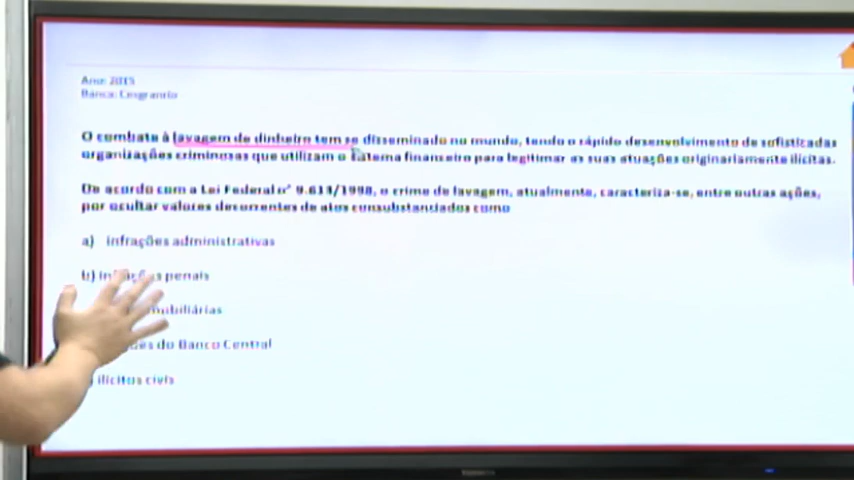 Ano: 2015
Banca: Cesgranrio
O combate à lavagem de dinheiro tem se disseminado no mundo, tendo o rápido desenvolvimento de sofisticadas
organizações criminosas que utilizam o sistema financeiro para legitimar as suas atuações originariamente ilícitas.
De acordo com a Lei Federal nº 9.613/1998, o crime de lavagem, atualmente, caracteriza-se, entre outras ações,
por ocultar valores decorrentes de atos consubstanciados como
a) infrações administrativas
b) infrações penais
mobiliárias
do Banco Central
ilícitos civis